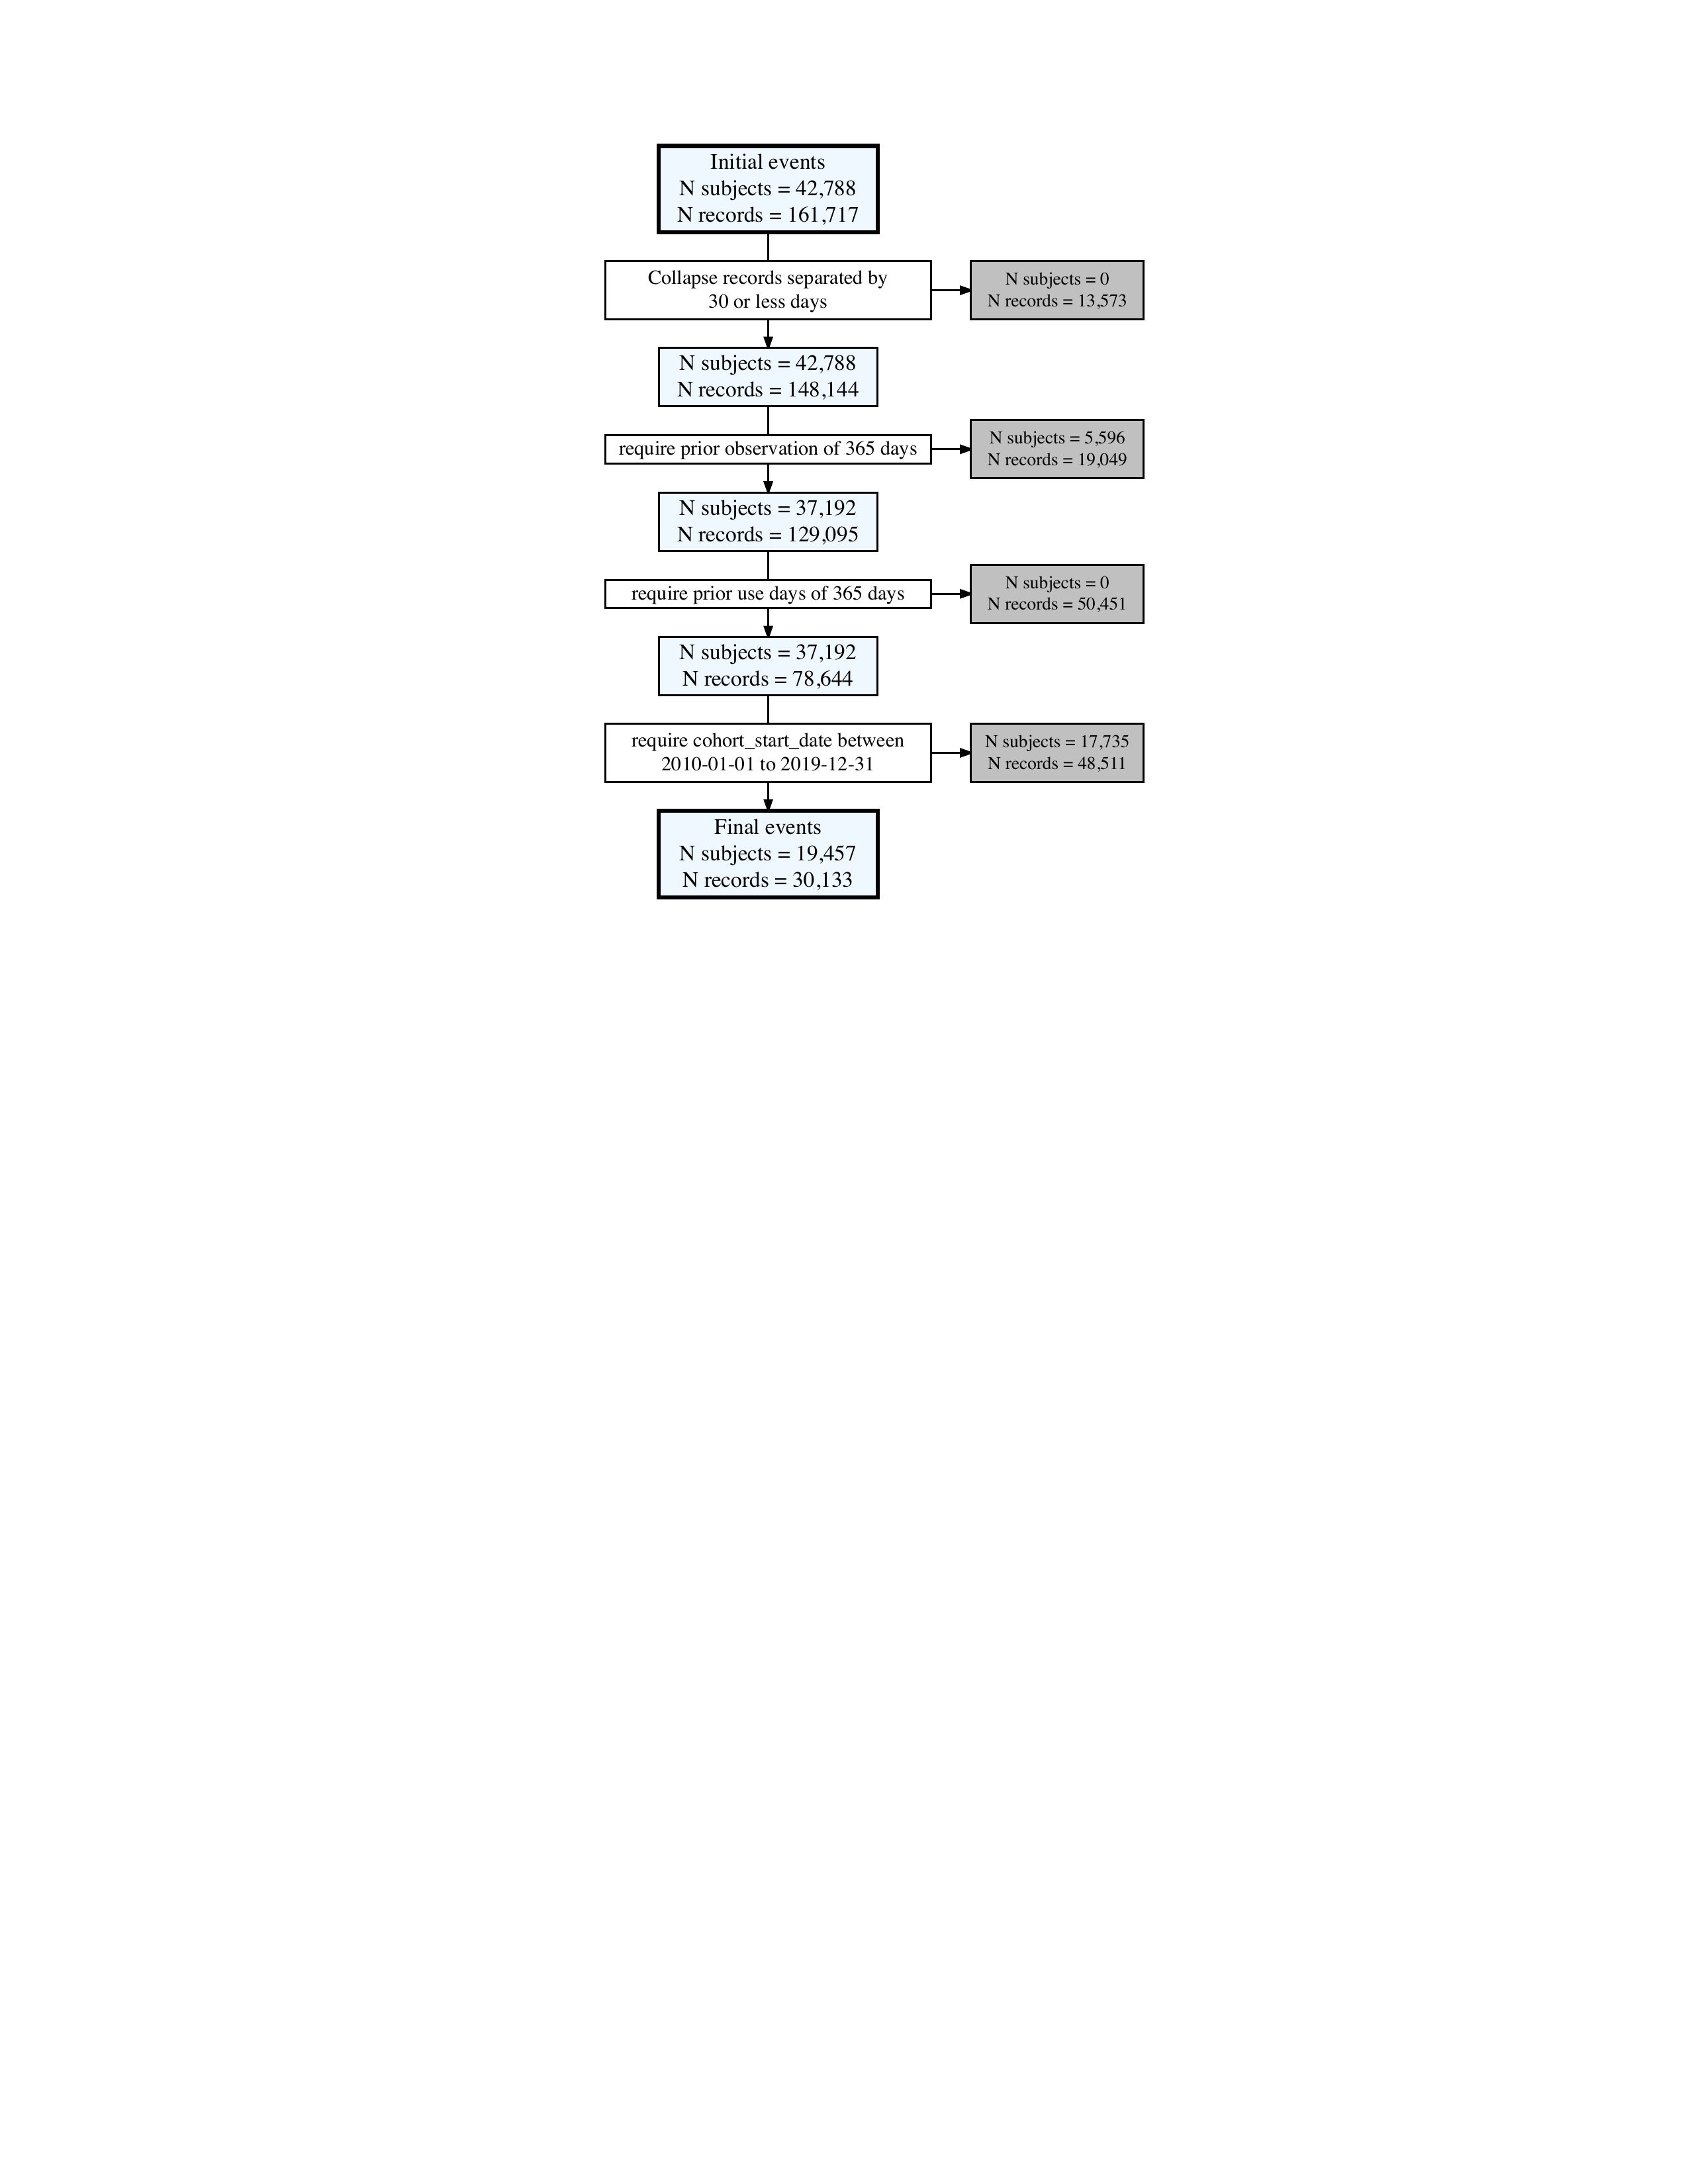 Initial events
N subjects = 42,788
N records = 161,717
Collapse records separated by
30 or less days
N subjects = 0
N records = 13,573
N subjects = 42,788
N records = 148,144
require prior observation of 365 days
N subjects = 5,596
N records = 19,049
N subjects = 37,192
N records = 129,095
require prior use days of 365 days
N subjects = 0
N records = 50,451
N subjects = 37,192
N records = 78,644
require cohort_start_date between
2010-01-01 to 2019-12-31
N subjects = 17,735
N records = 48,511
Final events
N subjects = 19,457
N records = 30,133